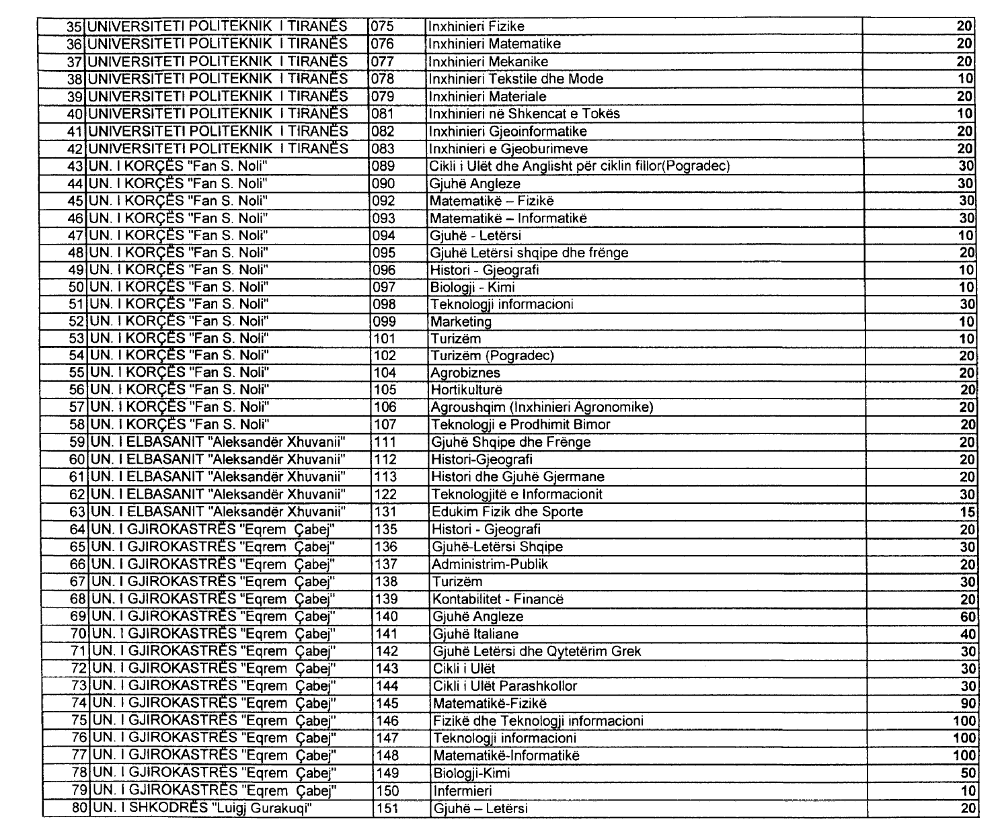 35 UNIVERSITETI POLITEKNIK I TIRANËS 075 Inxhinieri Fizike 20
36 UNIVERSITETI POLITEKNIK I TIRANËS 076 Inxhinieri Matematike 20
37 UNIVERSITETI POLITEKNIK I TIRANËS 077 Inxhinieri Mekanike 20
38 UNIVERSITETI POLITEKNIK I TIRANËS 078 Inxhinieri Tekstile dhe Mode 10
39 UNIVERSITETI POLITEKNIK I TIRANËS 079 Inxhinieri Materiale 20
40 UNIVERSITETI POLITEKNIK I TIRANËS 081 Inxhinieri në Shkencat e Tokës 10
41 UNIVERSITETI POLITEKNIK I TIRANËS 082 Inxhinieri Gjeoinformatike 20
42 UNIVERSITETI POLITEKNIK I TIRANËS 083 Inxhinieri e Gjeoburimeve 20
43 UN. I KORÇËS "Fan S. Noli" 089 Cikli i Ulët dhe Anglisht për ciklin fillor(Pogradec) 30
44 UN. I KORÇËS "Fan S. Noli" 090 Gjuhë Angleze 30
45 UN. I KORÇËS "Fan S. Noli" 092 Matematikë – Fizikë 30
46 UN. I KORÇËS "Fan S. Noli" 093 Matematikë – Informatikë 30
47 UN. I KORÇËS "Fan S. Noli" 094 Gjuhë - Letërsi 10
48 UN. I KORÇËS "Fan S. Noli" 095 Gjuhë Letërsi shqipe dhe frënge 20
49 UN. I KORÇËS "Fan S. Noli" 096 Histori - Gjeografi 10
50 UN. I KORÇËS "Fan S. Noli" 097 Biologji - Kimi 10
51 UN. I KORÇËS "Fan S. Noli" 098 Teknologji informacioni 30
52 UN. I KORÇËS "Fan S. Noli" 099 Marketing 10
53 UN. I KORÇËS "Fan S. Noli" 101 Turizëm 10
54 UN. I KORÇËS "Fan S. Noli" 102 Turizëm (Pogradec) 20
55 UN. I KORÇËS "Fan S. Noli" 104 Agrobiznes 20
56 UN. I KORÇËS "Fan S. Noli" 105 Hortikulturë 20
57 UN. I KORÇËS "Fan S. Noli" 106 Agroushqim (Inxhinieri Agronomike) 20
58 UN. I KORÇËS "Fan S. Noli" 107 Teknologji e Prodhimit Bimor 20
59 UN. I ELBASANIT "Aleksandër Xhuvanii" 111 Gjuhë Shqipe dhe Frënge 20
60 UN. I ELBASANIT "Aleksandër Xhuvanii" 112 Histori-Gjeografi 20
61 UN. I ELBASANIT "Aleksandër Xhuvanii" 113 Histori dhe Gjuhë Gjermane 20
62 UN. I ELBASANIT "Aleksandër Xhuvanii" 122 Teknologjitë e Informacionit 30
63 UN. I ELBASANIT "Aleksandër Xhuvanii" 131 Edukim Fizik dhe Sporte 15
64 UN. I GJIROKASTRËS "Eqrem Çabej" 135 Histori - Gjeografi 20
65 UN. I GJIROKASTRËS "Eqrem Çabej" 136 Gjuhë-Letërsi Shqipe 30
66 UN. I GJIROKASTRËS "Eqrem Çabej" 137 Administrim-Publik 20
67 UN. I GJIROKASTRËS "Eqrem Çabej" 138 Turizëm 30
68 UN. I GJIROKASTRËS "Eqrem Çabej" 139 Kontabilitet - Financë 20
69 UN. I GJIROKASTRËS "Eqrem Çabej" 140 Gjuhë Angleze 60
70 UN. I GJIROKASTRËS "Eqrem Çabej" 141 Gjuhë Italiane 40
71 UN. I GJIROKASTRËS "Eqrem Çabej" 142 Gjuhë Letërsi dhe Qytetërim Grek 30
72 UN. I GJIROKASTRËS "Eqrem Çabej" 143 Cikli i Ulët 30
73 UN. I GJIROKASTRËS "Eqrem Çabej" 144 Cikli i Ulët Parashkollor 30
74 UN. I GJIROKASTRËS "Eqrem Çabej" 145 Matematikë-Fizikë 90
75 UN. I GJIROKASTRËS "Eqrem Çabej" 146 Fizikë dhe Teknologji informacioni 100
76 UN. I GJIROKASTRËS "Eqrem Çabej" 147 Teknologji informacioni 100
77 UN. I GJIROKASTRËS "Eqrem Çabej" 148 Matematikë-Informatikë 100
78 UN. I GJIROKASTRËS "Eqrem Çabej" 149 Biologji-Kimi 50
79 UN. I GJIROKASTRËS "Eqrem Çabej" 150 Infermieri 10
80 UN. I SHKODRËS "Luigj Gurakuqi" 151 Gjuhë – Letërsi 20